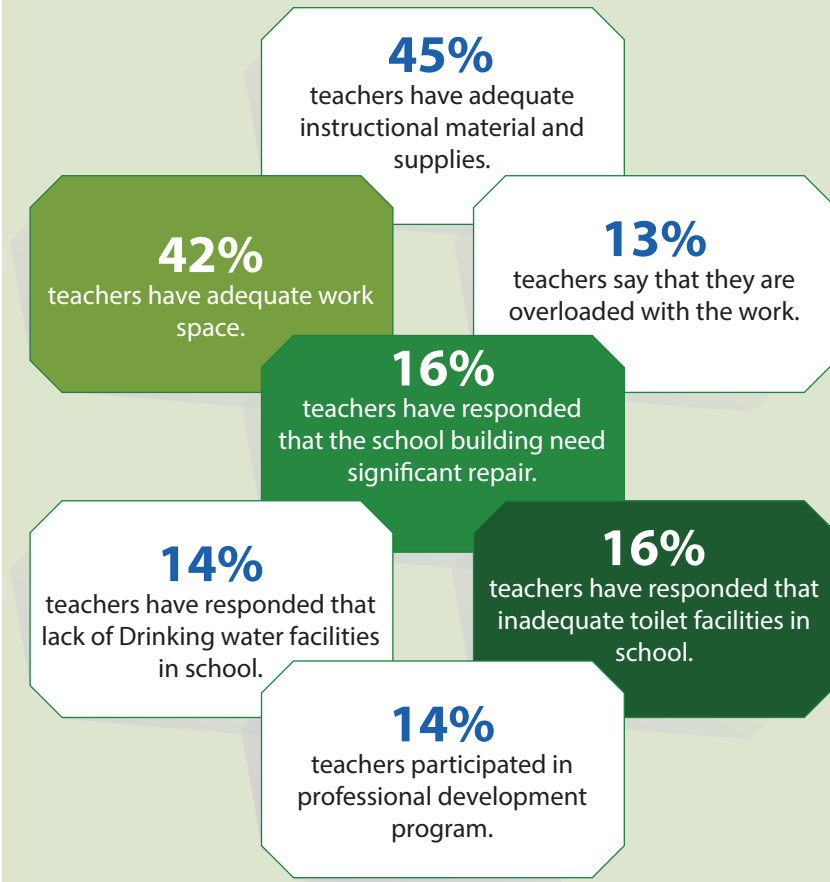 45%
teachers have adequate
instructional material and
supplies.
42%
teachers have adequate work
space.
13%
teachers say that they are
overloaded with the work.
16%
teachers have responded
that the school building need
significant repair.
14%
teachers have responded that
lack of Drinking water facilities
in school.
16%
teachers have responded that
inadequate toilet facilities in
school.
14%
teachers participated in
professional development
program.